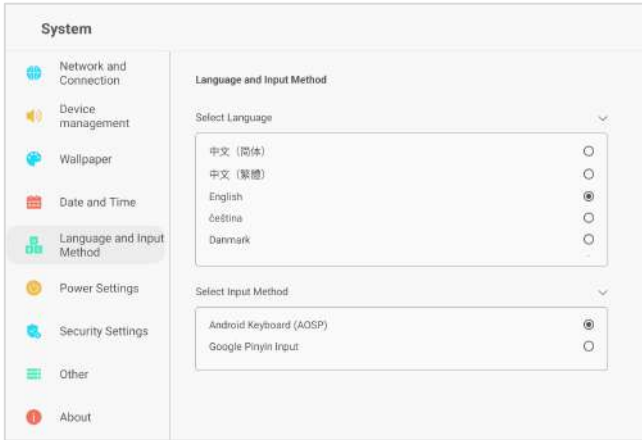 System
Network and
Connection
Device
management
Wallpaper
Date and Time
Language and Input
Method
Power Settings
Security Settings
Other
About
Language and Input Method
Select Language
中文（简体）
中文（繁體）
English
čeština
Danmark
Select Input Method
Android Keyboard (AOSP)
Google Pinyin Input